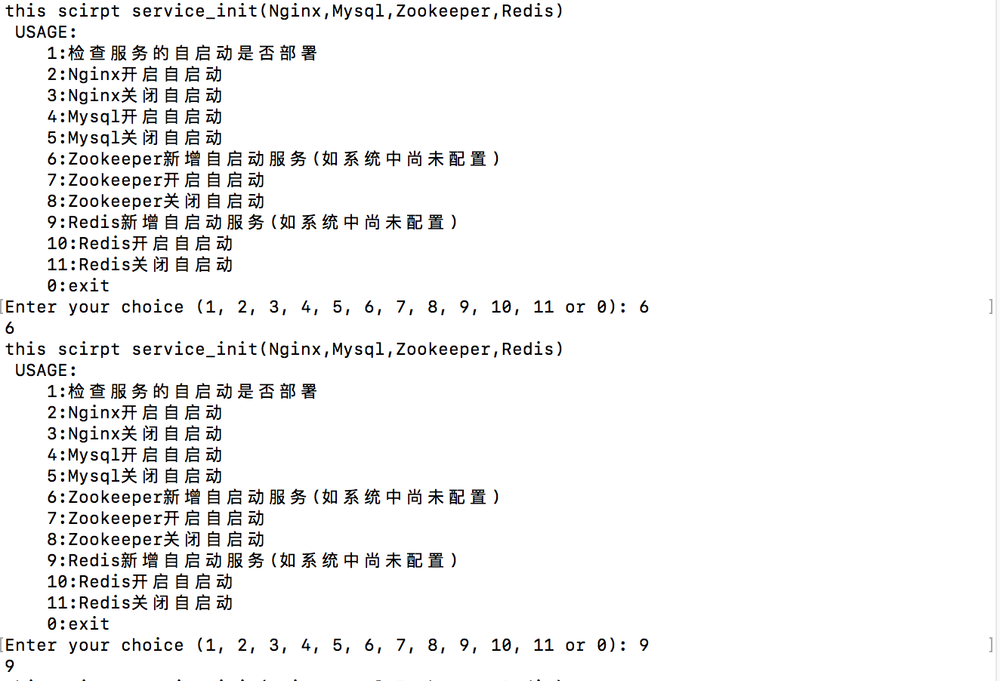 this scirpt service_init(Nginx,Mysql,Zookeeper,Redis)
USAGE:
1:检查服务的自启动是否部署
2:Nginx开启自启动
3:Nginx关闭自启动
4:Mysql开启自启动
5:Mysql关闭自启动
6:Zookeeper新增自启动服务(如系统中尚未配置)
7:Zookeeper开启自启动
8:Zookeeper关闭自启动
9:Redis新增自启动服务(如系统中尚未配置)
10:Redis开启自启动
11:Redis关闭自启动
0:exit
[Enter your choice (1, 2, 3, 4, 5, 6, 7, 8, 9, 10, 11 or 0): 6 ]
6
this scirpt service_init(Nginx,Mysql,Zookeeper,Redis)
USAGE:
1:检查服务的自启动是否部署
2:Nginx开启自启动
3:Nginx关闭自启动
4:Mysql开启自启动
5:Mysql关闭自启动
6:Zookeeper新增自启动服务(如系统中尚未配置)
7:Zookeeper开启自启动
8:Zookeeper关闭自启动
9:Redis新增自启动服务(如系统中尚未配置)
10:Redis开启自启动
11:Redis关闭自启动
0:exit
[Enter your choice (1, 2, 3, 4, 5, 6, 7, 8, 9, 10, 11 or 0): 9 ]
9